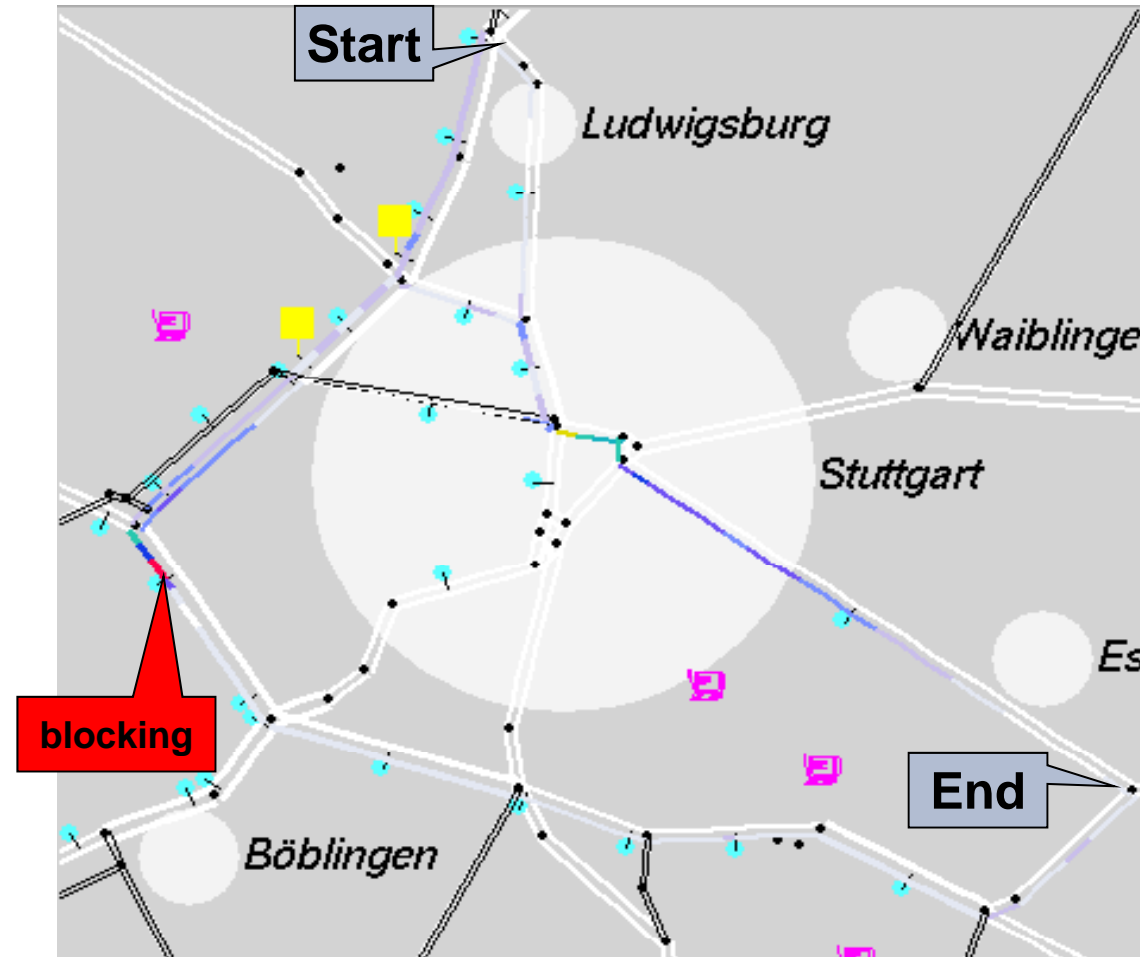 Start
Ludwigsburg
Waiblinge
Stuttgart
Es
blocking
End
Böblingen